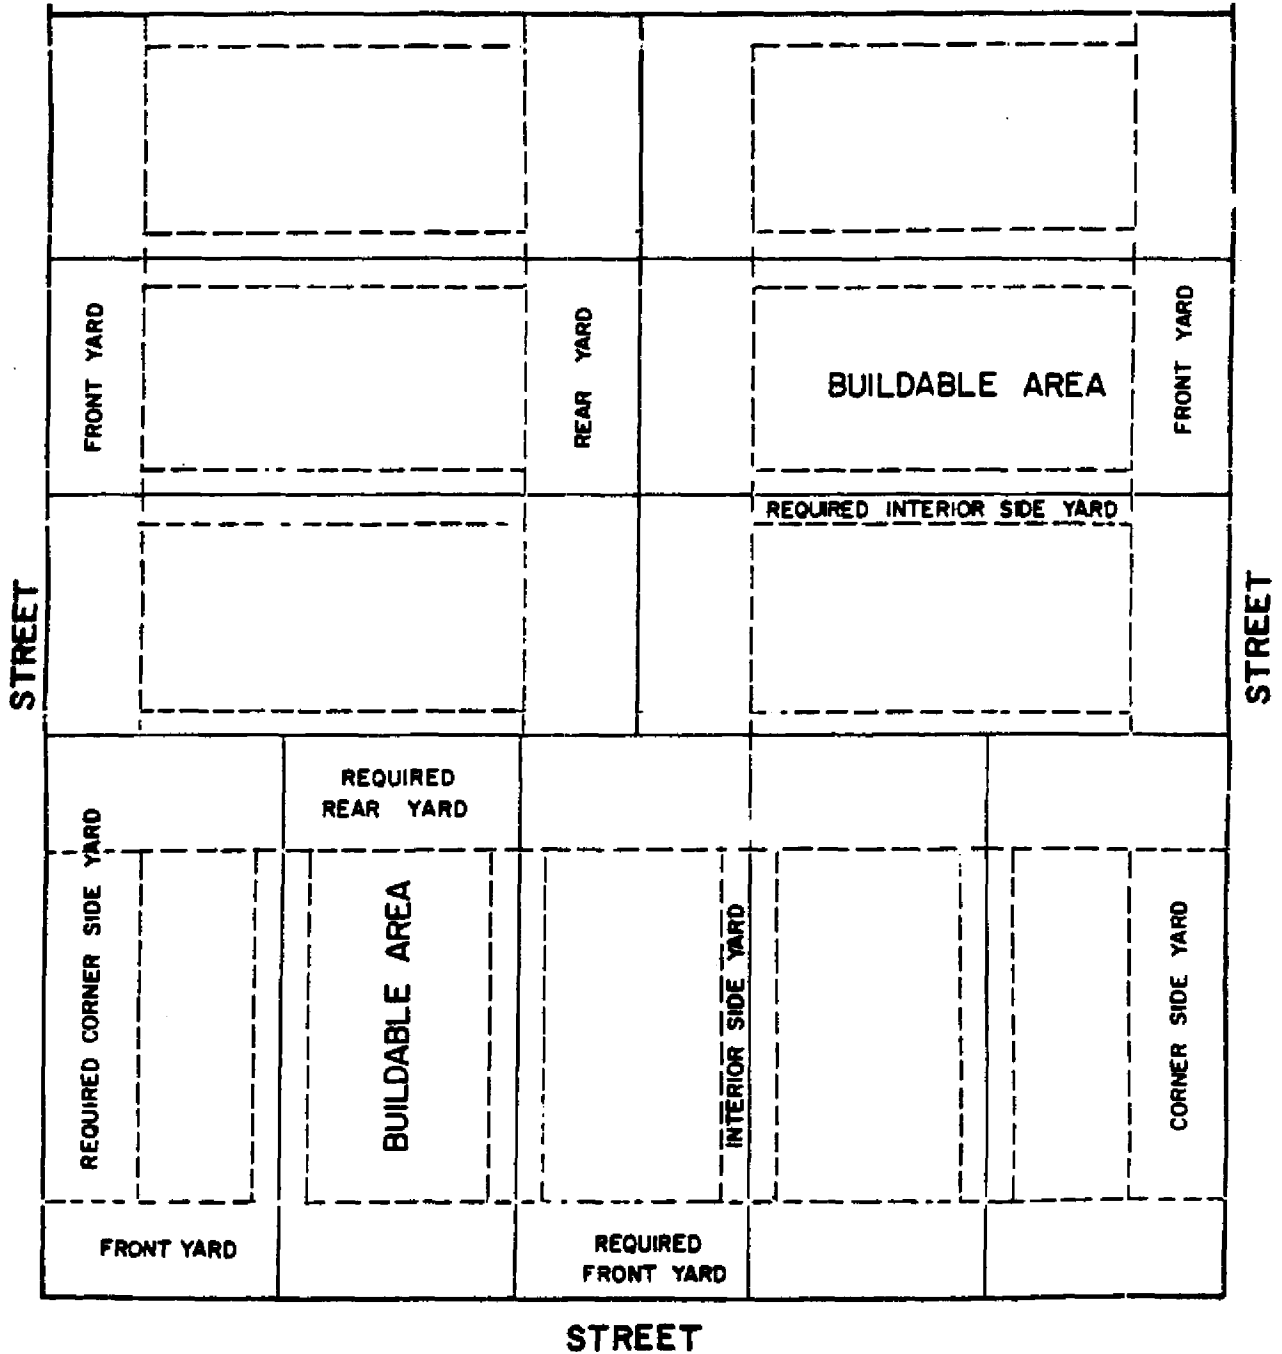 FRONT YARD
REAR YARD
BUILDABLE AREA
FRONT YARD
REQUIRED INTERIOR SIDE YARD
STREET
STREET
REQUIRED
REAR YARD
REQUIRED CORNER SIDE YARD
BUILDABLE AREA
INTERIOR SIDE YARD
CORNER SIDE YARD
FRONT YARD
REQUIRED
FRONT YARD
STREET